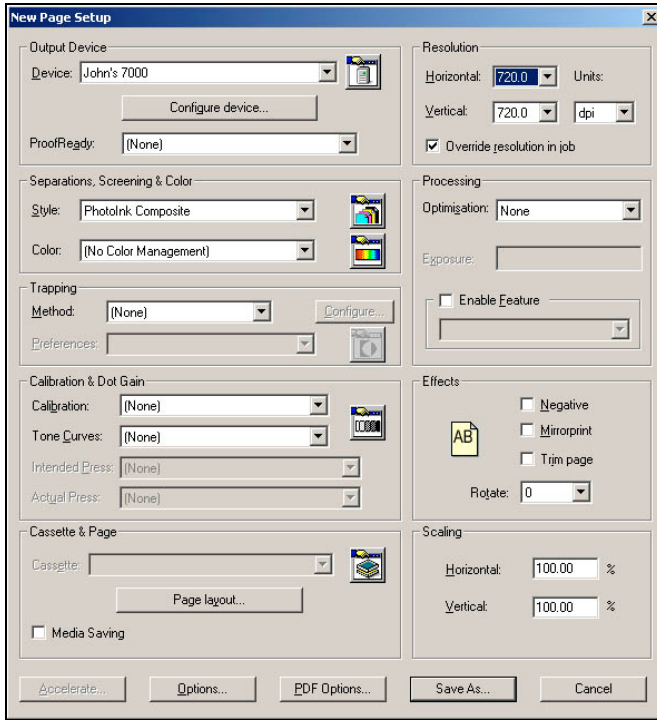 New Page Setup
Output Device
Device: John's 7000
Configure device...
ProofReady: (None)
Separations, Screening & Color
Style: PhotoInk Composite
Color: (No Color Management)
Trapping
Method: (None) Configure...
Preferences:
Calibration & Dot Gain
Calibration: (None)
Tone Curves: (None)
Intended Press: (None)
Actual Press: (None)
Cassette & Page
Cassette:
Page layout...
Media Saving
Resolution
Horizontal: 720.0 Units:
Vertical: 720.0 dpi
Override resolution in job
Processing
Optimisation: None
Exposure:
Enable Feature
Effects
AB
Negative
Mirrorprint
Trim page
Rotate: 0
Scaling
Horizontal: 100.00 %
Vertical: 100.00 %
Accelerate... Options... PDF Options... Save As... Cancel